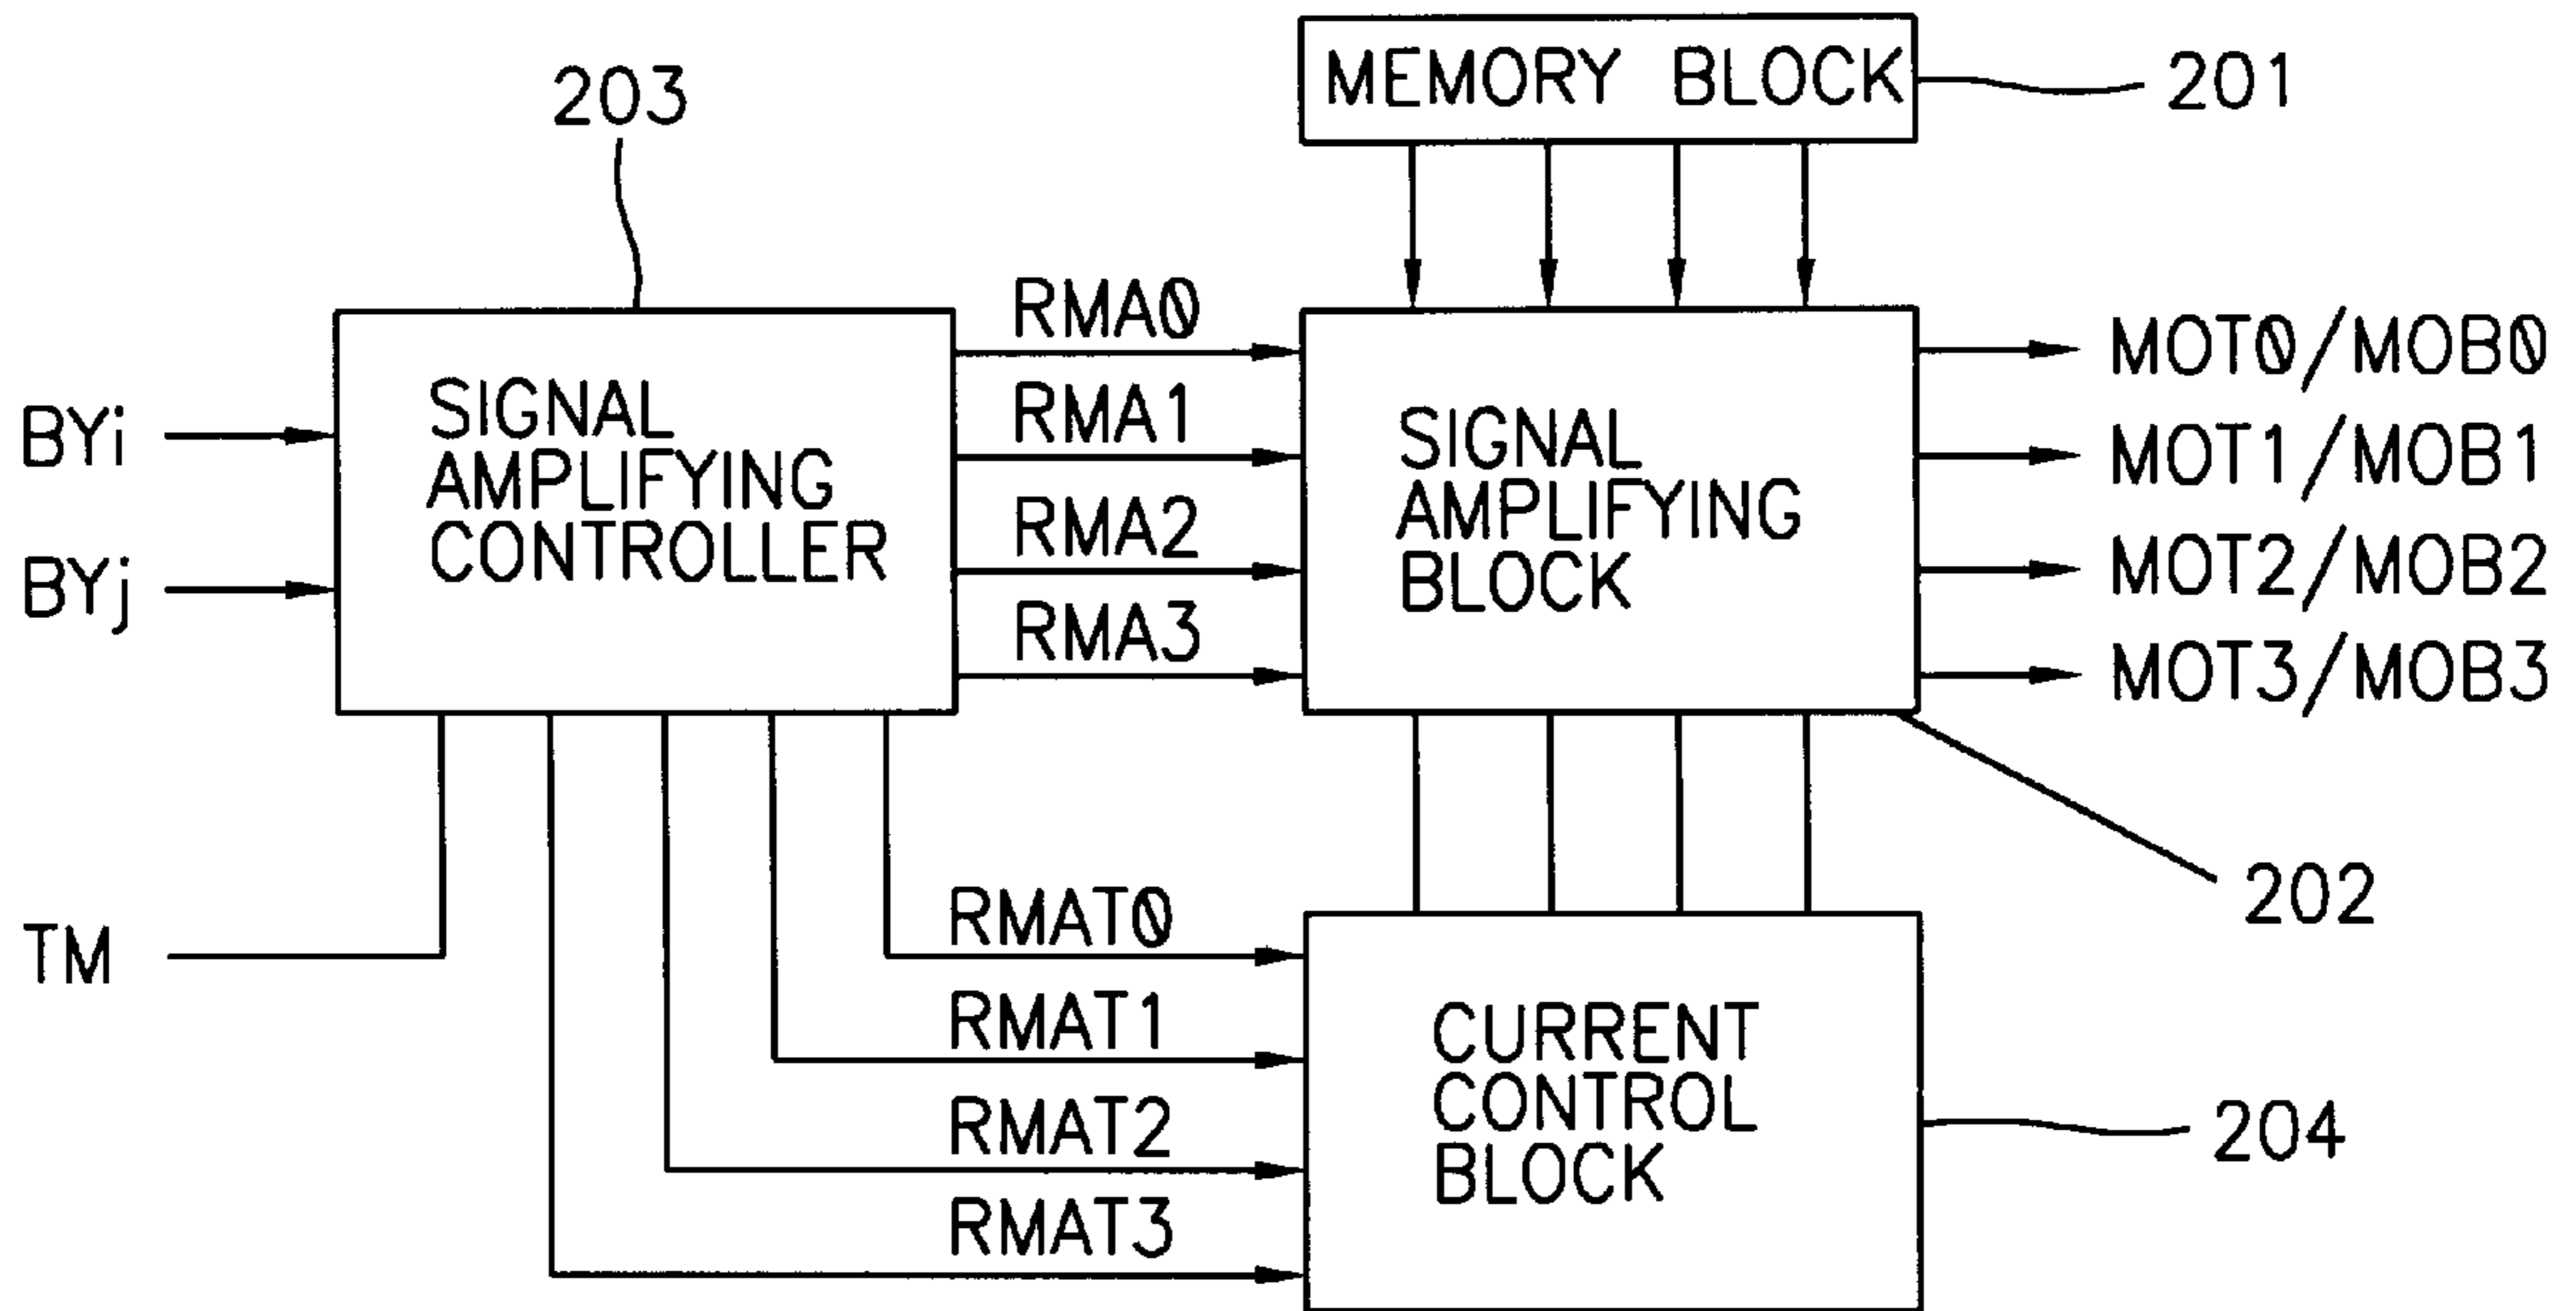 MEMORY BLOCK
201
203
RMA0
MOT0/MOB0
BYi
SIGNAL
AMPLIFYING
CONTROLLER
RMA1
SIGNAL
AMPLIFYING
BLOCK
MOT1/MOB1
BYj
RMA2
MOT2/MOB2
RMA3
MOT3/MOB3
202
TM
RMAT0
RMAT1
CURRENT
CONTROL
BLOCK
RMAT2
204
RMAT3